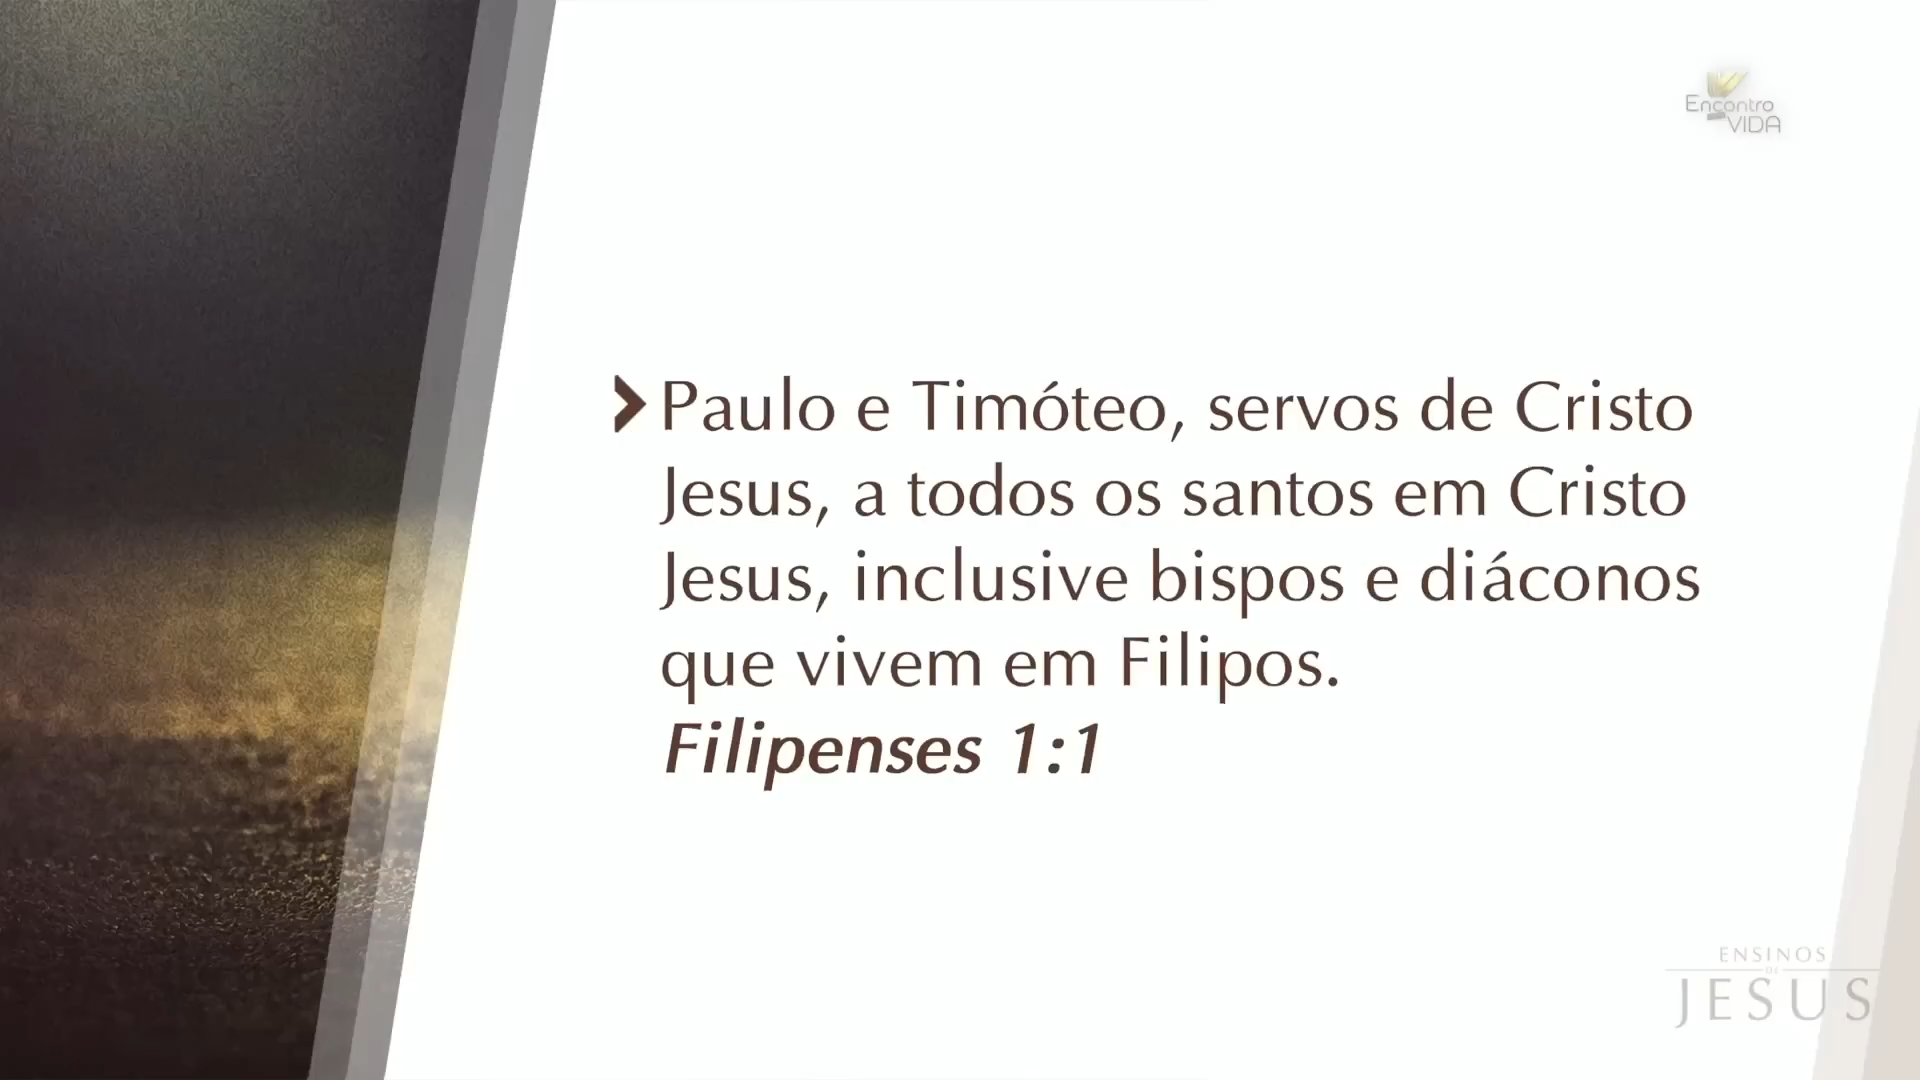 Encontro
VIDA
Paulo e Timóteo, servos de Cristo
Jesus, a todos os santos em Cristo
Jesus, inclusive bispos e diáconos
que vivem em Filipos.
Filipenses 1:1
ENSINOS
DE
JESUS